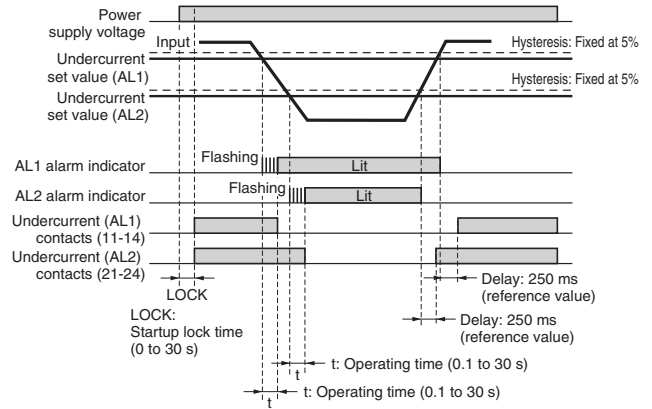 Power
supply voltage
Input
Hysteresis: Fixed at 5%
Undercurrent
set value (AL1)
Hysteresis: Fixed at 5%
Undercurrent
set value (AL2)
AL1 alarm indicator
Flashing
Lit
AL2 alarm indicator
Flashing
Lit
Undercurrent (AL1)
contacts (11-14)
Undercurrent (AL2)
contacts (21-24)
LOCK
LOCK:
Startup lock time
(0 to 30 s)
Delay: 250 ms
(reference value)
Delay: 250 ms
(reference value)
t: Operating time (0.1 to 30 s)
t
t: Operating time (0.1 to 30 s)
t